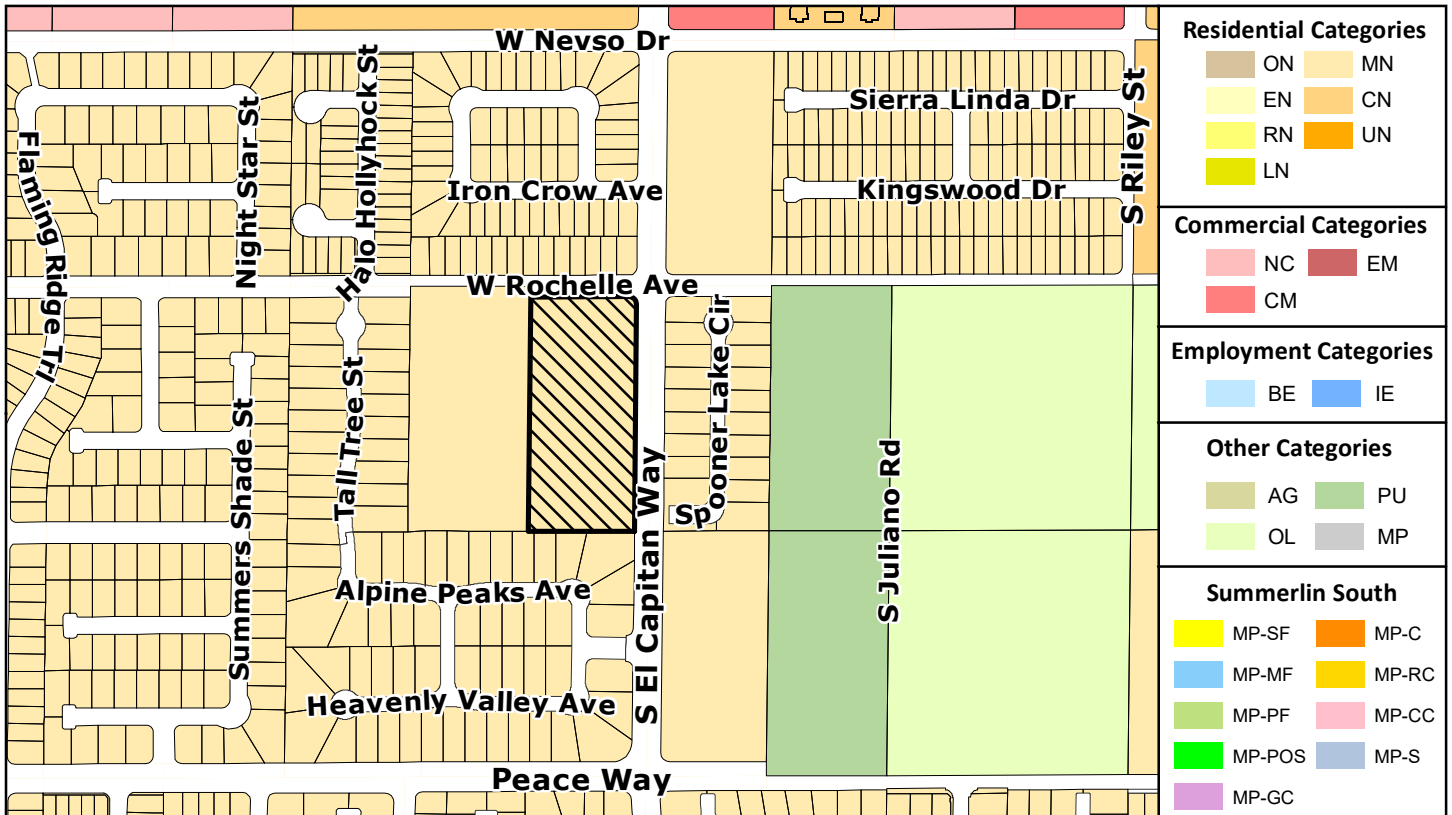 W Nevso Dr
Sierra Linda Dr
Iron Crow Ave
Kingswood Dr
Flaming Ridge Trl
Night Star St
Halo Hollyhock St
S Riley St
W Rochelle Ave
Summers Shade St
Tall Tree St
Spooner Lake Cir
S El Capitan Way
S Juliano Rd
Alpine Peaks Ave
Heavenly Valley Ave
Peace Way
Residential Categories
ON MN
EN CN
RN UN
LN
Commercial Categories
NC EM
CM
Employment Categories
BE IE
Other Categories
AG PU
OL MP
Summerlin South
MP-SF MP-C
MP-MF MP-RC
MP-PF MP-CC
MP-POS MP-S
MP-GC